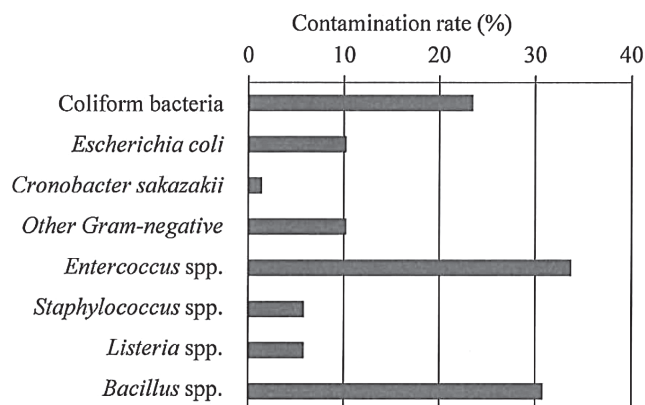 Contamination rate (%)
0 10 20 30 40
Coliform bacteria
Escherichia coli
Cronobacter sakazakii
Other Gram-negative
Entercoccus spp.
Staphylococcus spp.
Listeria spp.
Bacillus spp.